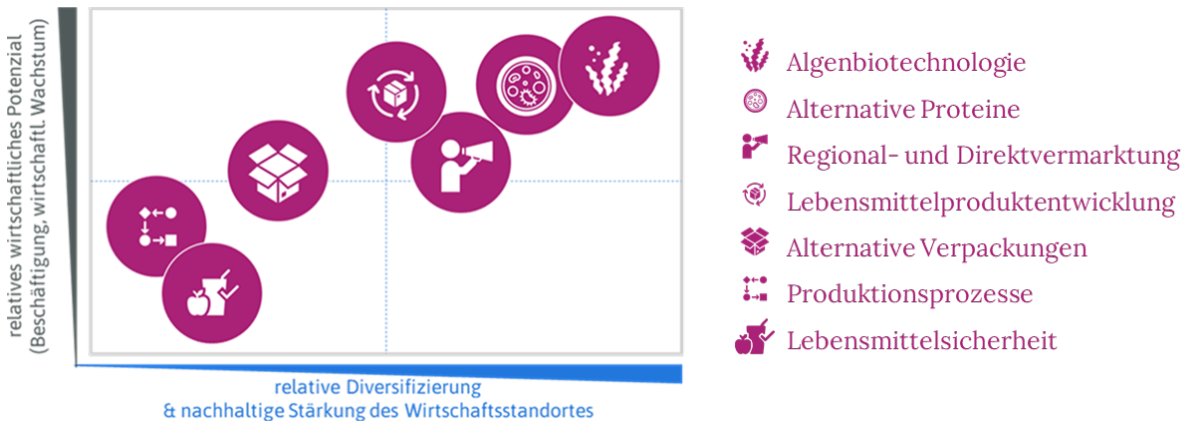 relatives wirtschaftliches Potenzial
(Beschäftigung, wirtschaftl. Wachstum)
relative Diversifizierung
& nachhaltige Stärkung des Wirtschaftsstandortes
Algenbiotechnologie
Alternative Proteine
Regional- und Direktvermarktung
Lebensmittelproduktentwicklung
Alternative Verpackungen
Produktionsprozesse
Lebensmittelsicherheit